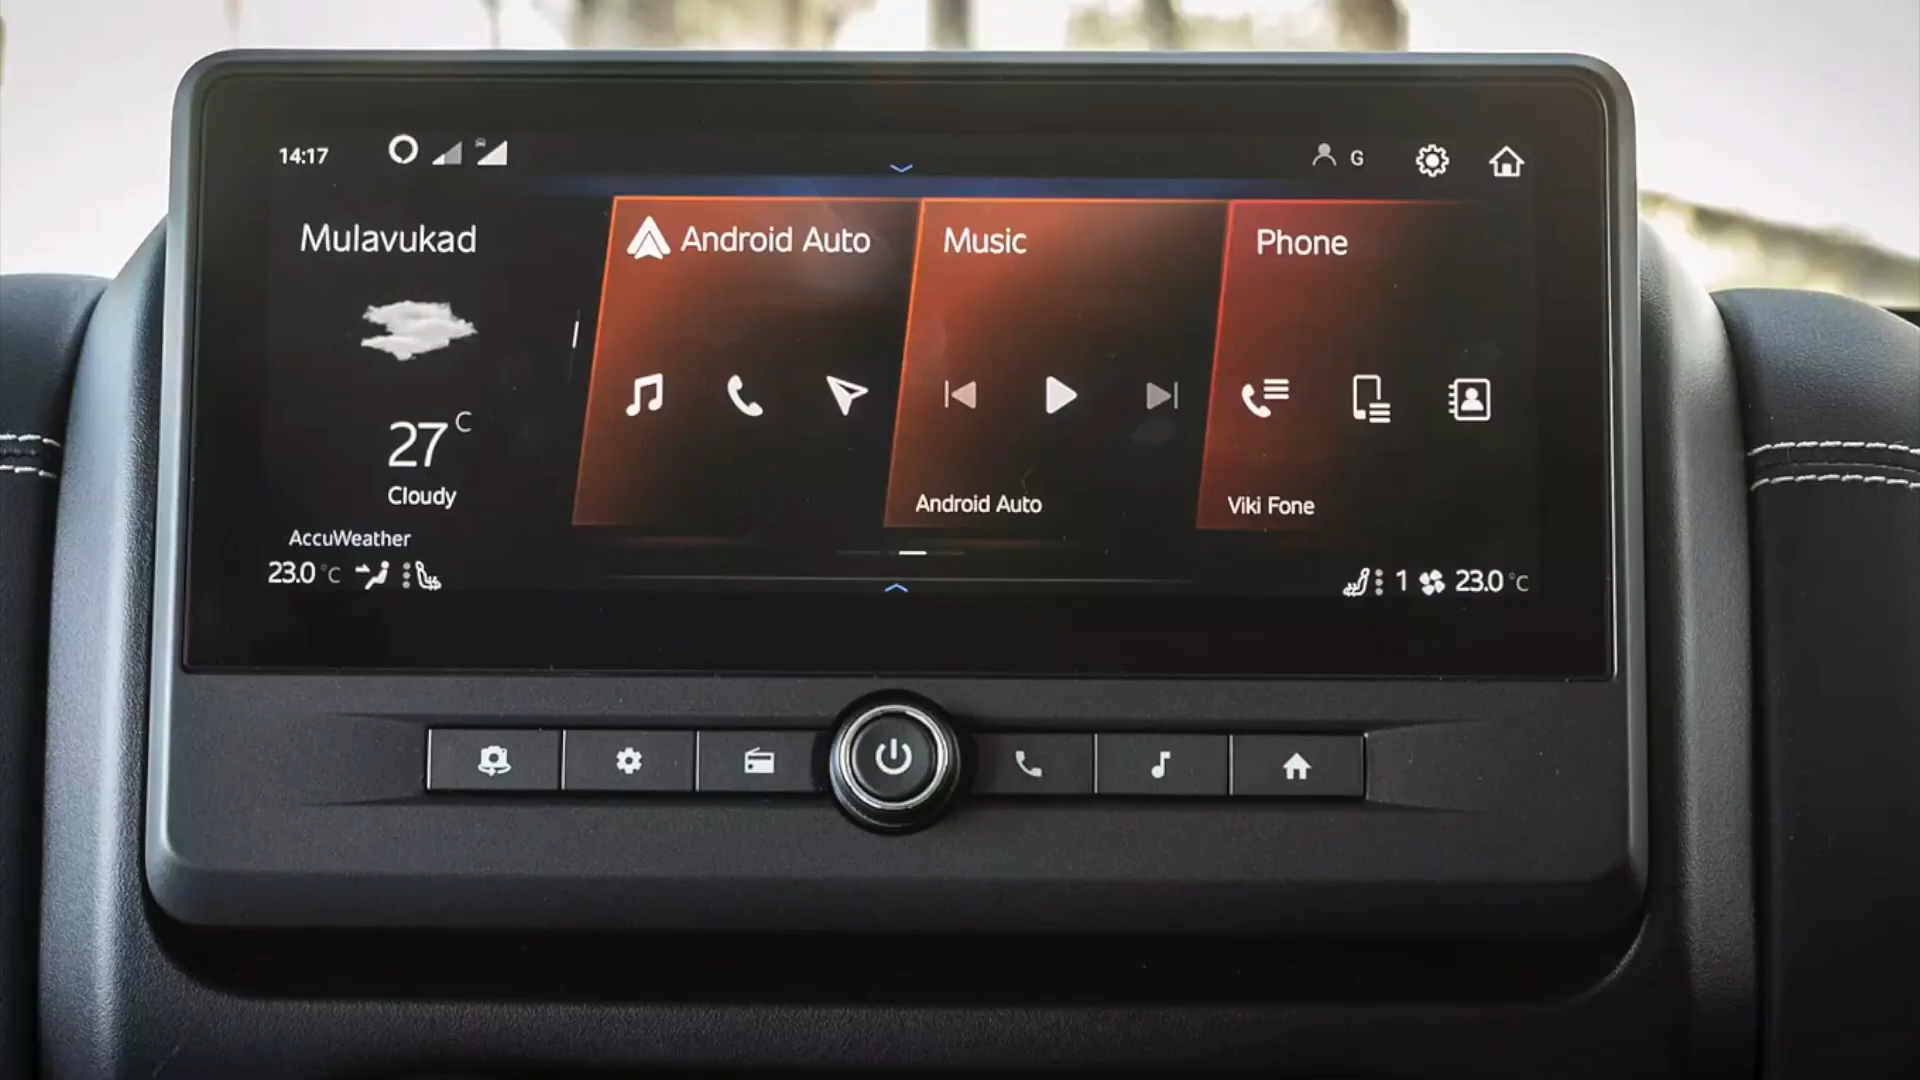 14:17
G
Mulavukad
Android Auto
Music
Phone
27 C
Cloudy
Android Auto
Viki Fone
AccuWeather
23.0 °C
1
23.0 °C